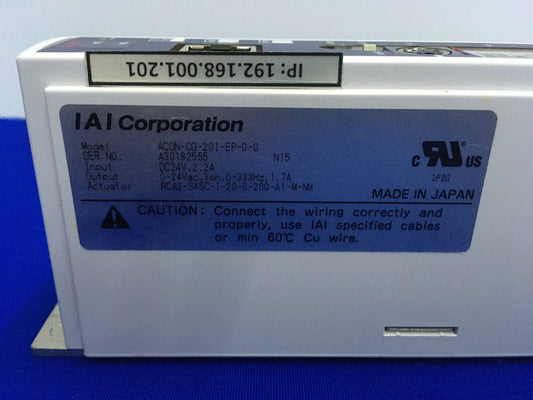 IP: 192.168.001.201
IAI Corporation
Model ACON-CG-20I-EP-0-0
SER NO. A30182555 N15
Input DC24V, 2.2A
Output 0-24Vac, 3ph, 0-333Hz, 1.7A
Actuator RCA2-SA5C-I-20-6-200-A1-M-NM
c RU US
IP20
MADE IN JAPAN
CAUTION: Connect the wiring correctly and
properly, use IAI specified cables
or min 60℃ Cu wire.